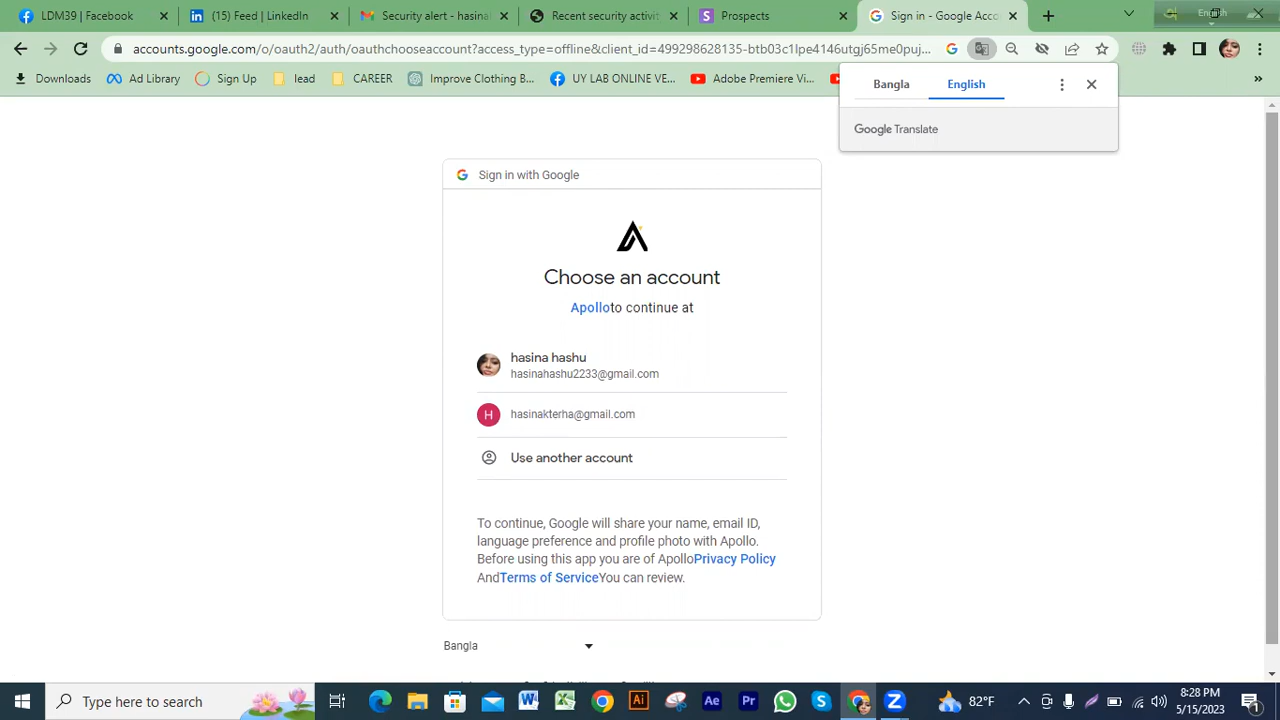 LDM39 | Facebook
(15) Feed | LinkedIn
Security alert - hasina
Recent security activit
Prospects
Sign in - Google Acco
accounts.google.com/o/oauth2/auth/oauthchooseaccount?access_type=offline&client_id=499298628135-btb03c1lpe4146utgj65me0puj...
Downloads
Ad Library
Sign Up
lead
CAREER
Improve Clothing B...
UY LAB ONLINE VE...
Adobe Premiere Vi...
»
Bangla
English
Google Translate
Sign in with Google
Choose an account
Apolloto continue at
hasina hashu
hasinahashu2233@gmail.com
H
hasinakterha@gmail.com
Use another account
To continue, Google will share your name, email ID,
language preference and profile photo with Apollo.
Before using this app you are of ApolloPrivacy Policy
AndTerms of ServiceYou can review.
Bangla
Type here to search
82°F
8:28 PM
5/15/2023
1